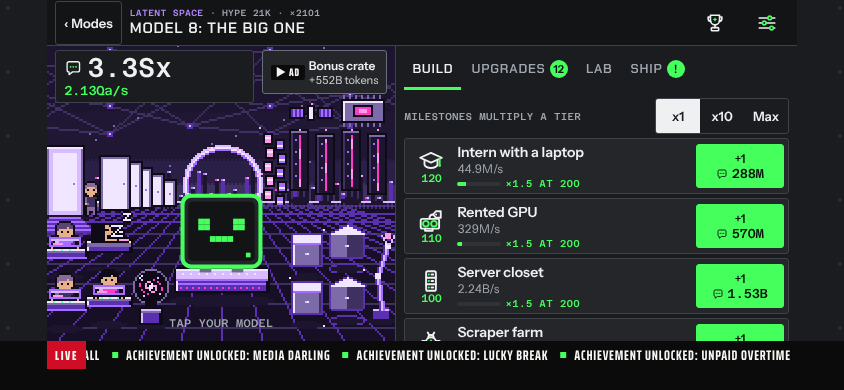 ‹ Modes
LATENT SPACE · HYPE 21K · ×2101
MODEL 8: THE BIG ONE
3.3Sx
2.13Qa/s
AD
Bonus crate
+552B tokens
Z
Z
TAP YOUR MODEL
BUILD
UPGRADES 12
LAB
SHIP !
MILESTONES MULTIPLY A TIER
x1
x10
Max
Intern with a laptop
44.9M/s
120
×1.5 AT 200
+1
288M
Rented GPU
329M/s
110
×1.5 AT 200
+1
570M
Server closet
2.24B/s
100
×1.5 AT 200
+1
1.53B
Scraper farm
+1
LIVE
ALL ACHIEVEMENT UNLOCKED: MEDIA DARLING ACHIEVEMENT UNLOCKED: LUCKY BREAK ACHIEVEMENT UNLOCKED: UNPAID OVERTIME